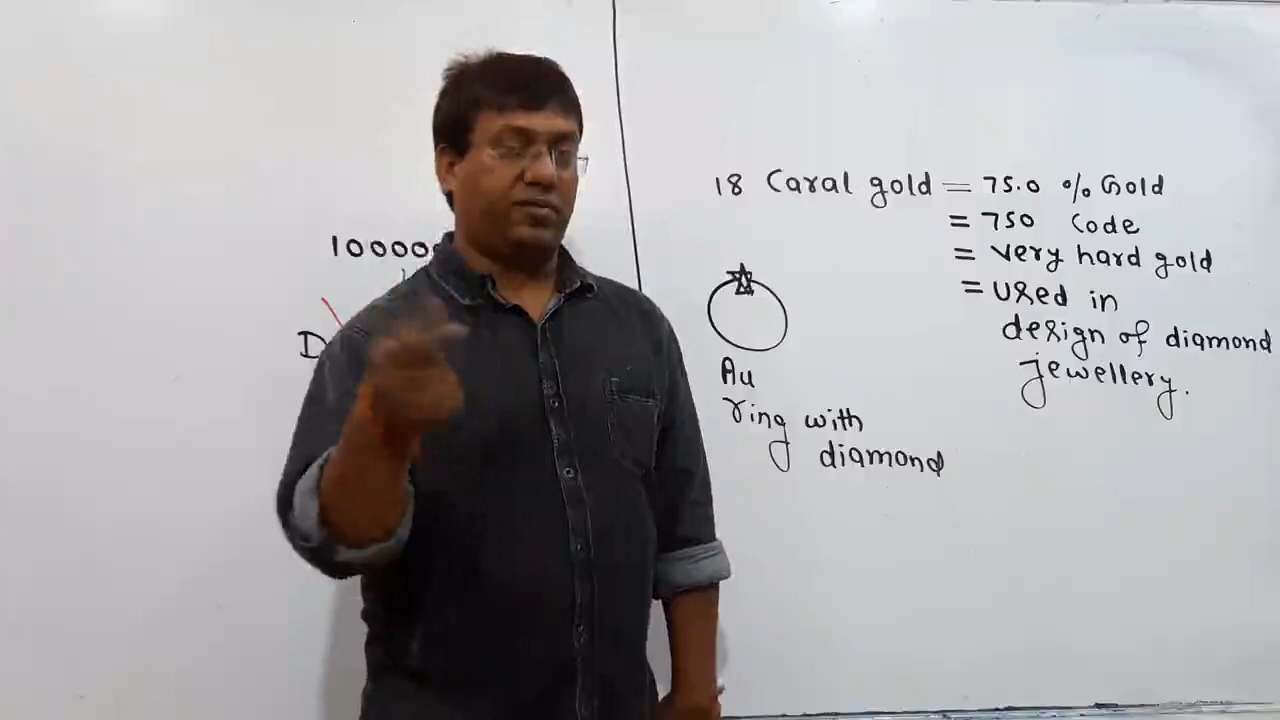 10000
D
18 Caral gold = 75.0 % Gold
= 750 Code
= very hard gold
= used in
design of diamond
jewellery.
Au
ring with
diamond